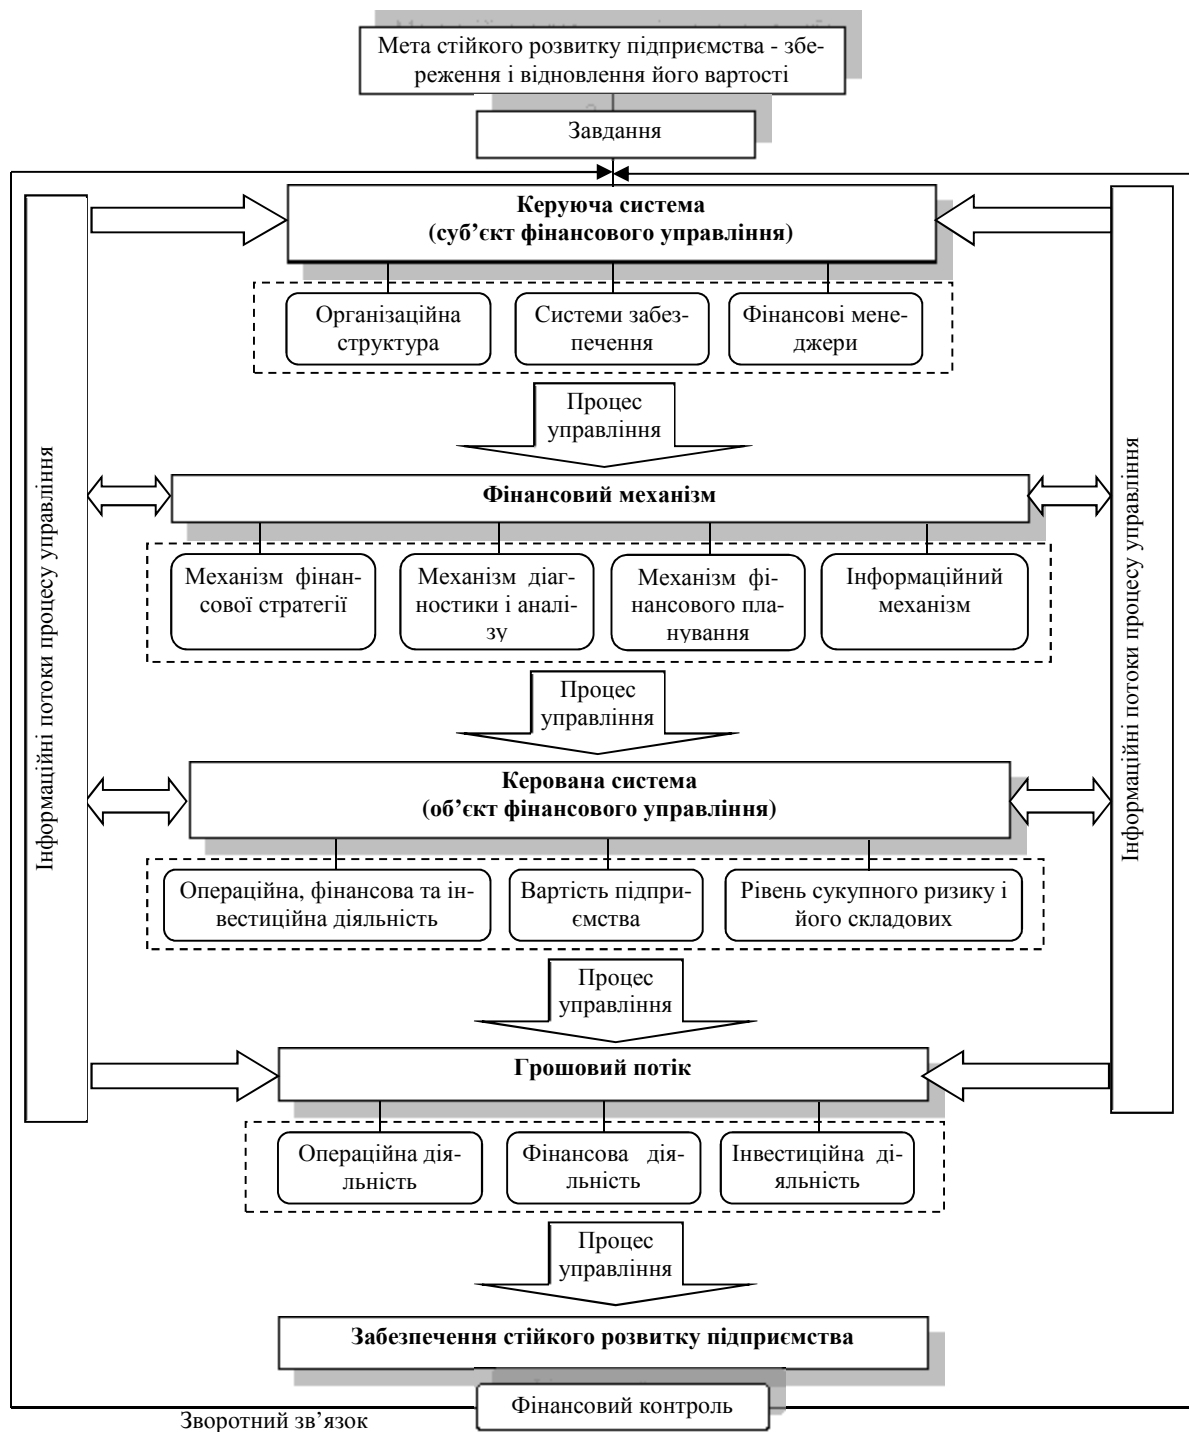 Мета стійкого розвитку підприємства - збе-
реження і відновлення його вартості
Завдання
Керуюча система
(суб’єкт фінансового управління)
Організаційна
структура
Системи забез-
печення
Фінансові мене-
джери
Процес
управління
Інформаційні потоки процесу управління
Інформаційні потоки процесу управління
Фінансовий механізм
Механізм фінан-
сової стратегії
Механізм діаг-
ностики і аналі-
зу
Механізм фі-
нансового пла-
нування
Інформаційний
механізм
Процес
управління
Керована система
(об’єкт фінансового управління)
Операційна, фінансова та ін-
вестиційна діяльність
Вартість підпри-
ємства
Рівень сукупного ризику і
його складових
Процес
управління
Грошовий потік
Операційна дія-
льність
Фінансова дія-
льність
Інвестиційна ді-
яльність
Процес
управління
Забезпечення стійкого розвитку підприємства
Фінансовий контроль
Зворотний зв’язок